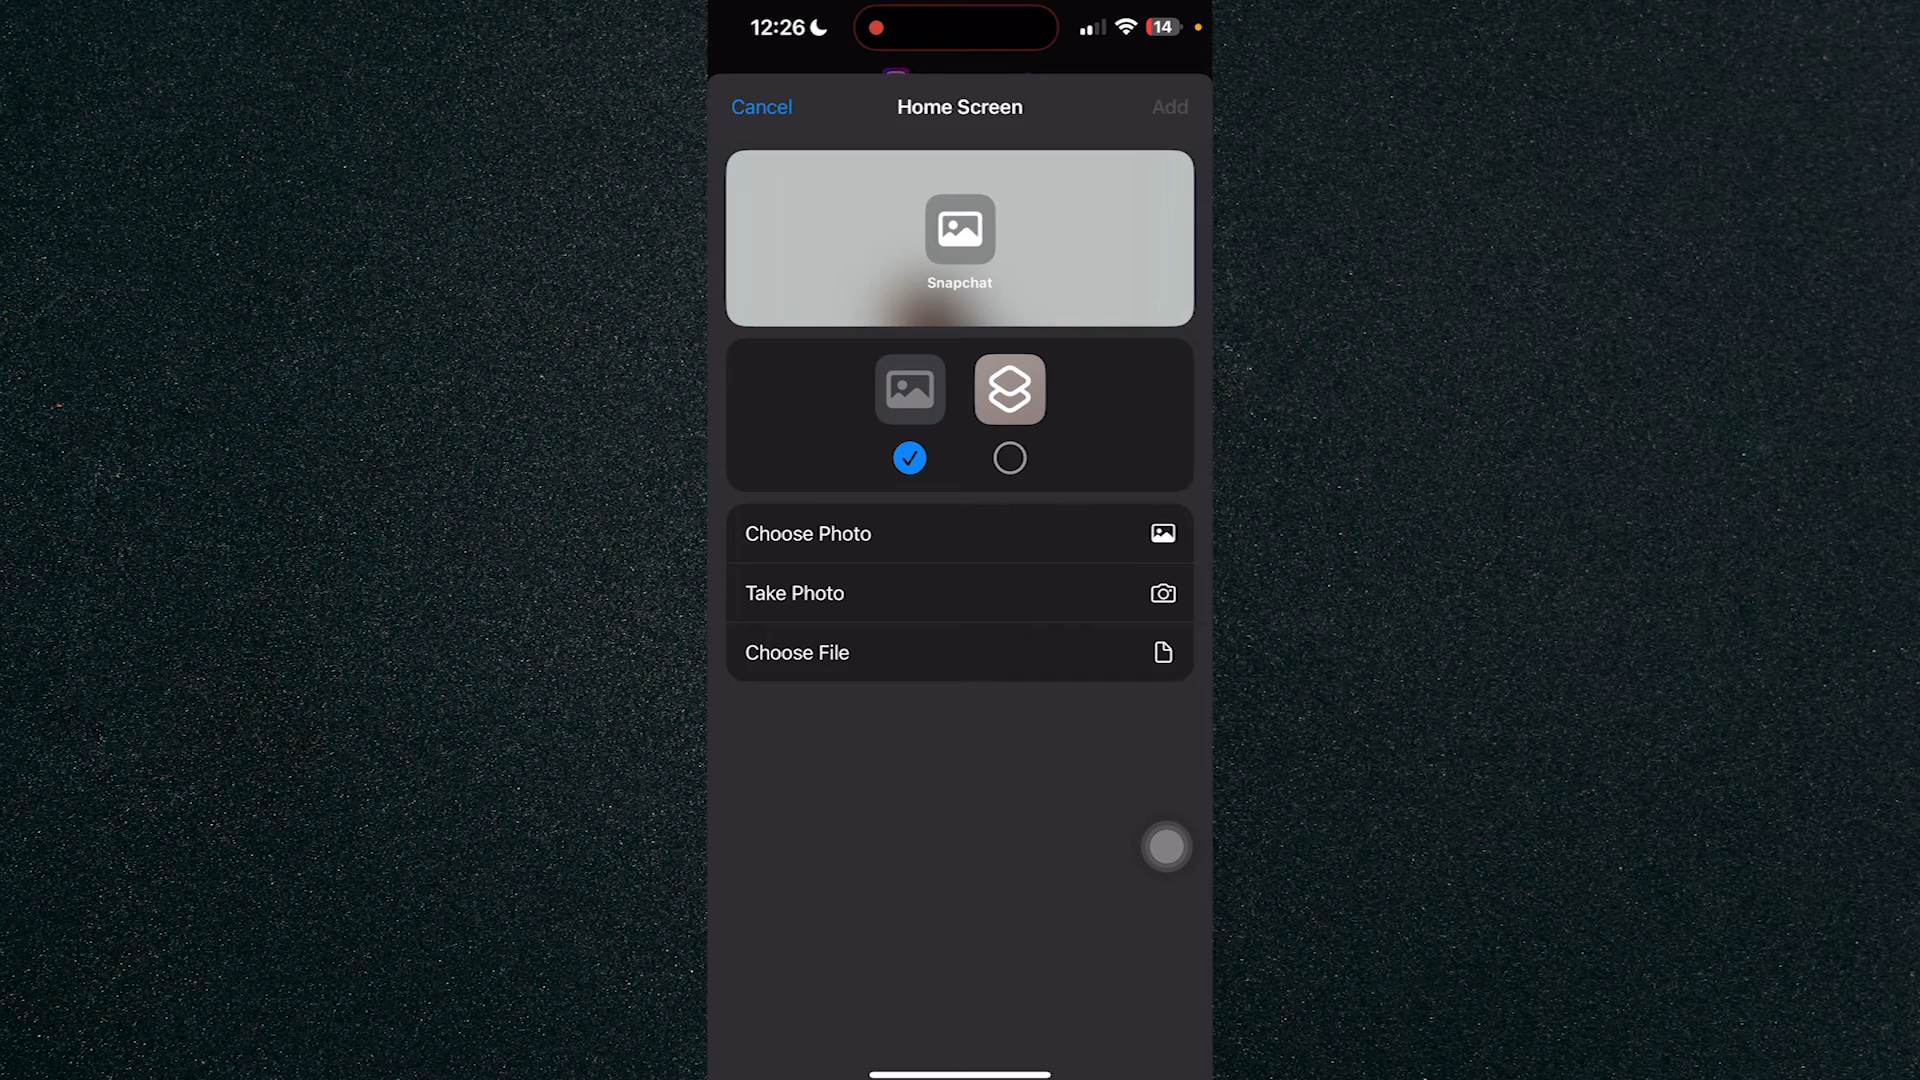 12:26
14
Cancel
Home Screen
Add
Snapchat
Choose Photo
Take Photo
Choose File